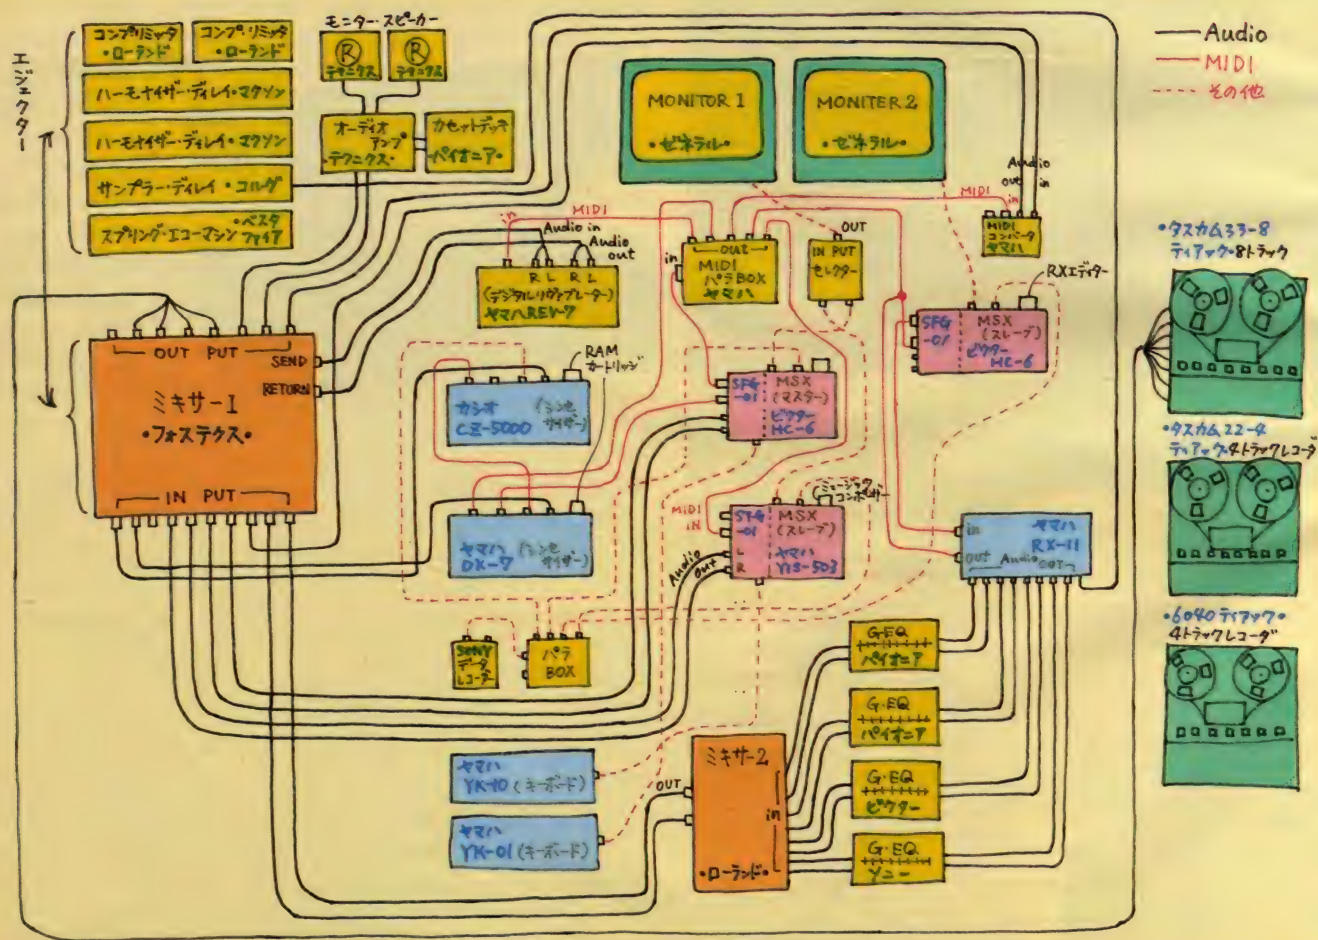 コンプリミッタ
・ローランド
コンプ・リミッタ
・ローランド
エジェクター
ハーモナイザー・ディレイ・マクソン
ハーモナイザー・ディレイ・マクソン
サンプラー・ディレイ・コルグ
・ベスタ
スプリング・エコーマシン ファイア
モニター・スピーカー
R
テクニクス
R
テクニクス
オーディオ
アンプ
・テクニクス・
カセットデッキ
パイオニア・
MONITOR 1
・ゼネラル・
MONITER 2
・ゼネラル・
Audio
MIDI
その他
Audio
out in
MIDI in
MIDI
コンバータ
ヤマハ
in
MIDI
Audio in
Audio
out
R L R L
(デジタルリヴァブレーター)
ヤマハREV-7
in
OUT
MIDI
パラBOX
ヤマハ
OUT
IN PUT
セレクター
RXエディター
SFG
-01
MSX
(スレーブ)
ビクター
HC-6
・タスカム33-8
ティアック・8トラック
OUT PUT
SEND
RETURN
ミキサー1
・フォステクス・
IN PUT
RAM
カートリッジ
カシオ
CZ-5000
(シンセ
サイザー)
SFG
-01
MSX
(マスター)
ビクター
HC-6
・タスカム22-4
ティアック・4トラックレコーダ
ヤマハ
DX-7
(シンセ
サイザー)
MIDI
IN
ミュージック
コンポーザー
SFG
-01
MSX
(スレーブ)
L
R
ヤマハ
YIS-503
Audio
out
in
out
ヤマハ
RX-11
Audio
OUT
・6040ティアック・
4トラックレコーダ
SONY
データ
レコーダー
パラ
BOX
G・EQ
パイオニア
G・EQ
パイオニア
G・EQ
ビクター
G・EQ
ソニー
ヤマハ
YK-10(キーボード)
ヤマハ
YK-01(キーボード)
ミキサー2
OUT
in
・ローランド・